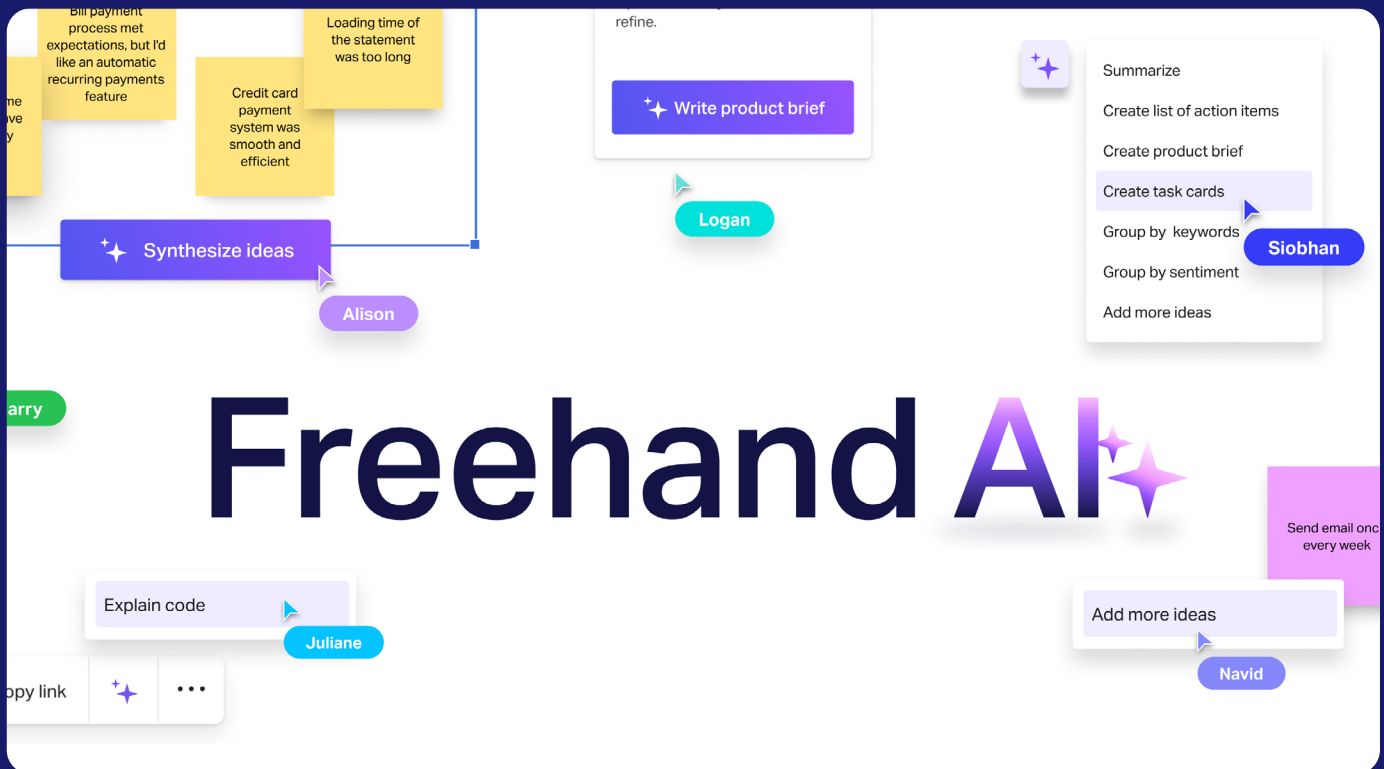 Bill payment
process met
expectations, but I'd
like an automatic
recurring payments
feature
Loading time of
the statement
was too long
Credit card
payment
system was
smooth and
efficient
Synthesize ideas
Alison
refine.
Write product brief
Logan
Summarize
Create list of action items
Create product brief
Create task cards
Group by keywords
Group by sentiment
Add more ideas
Siobhan
arry
Freehand AI
Explain code
Juliane
opy link
Send email onc
every week
Add more ideas
Navid